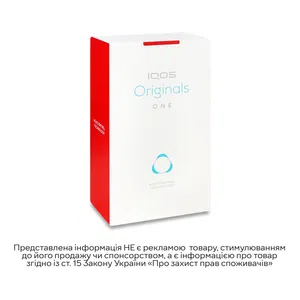 IQOS
Originals
ONE
Представлена інформація НЕ є рекламою товару, стимулюванням
до його продажу чи спонсорством, а є інформацією про товар
згідно із ст. 15 Закону України «Про захист прав споживачів»